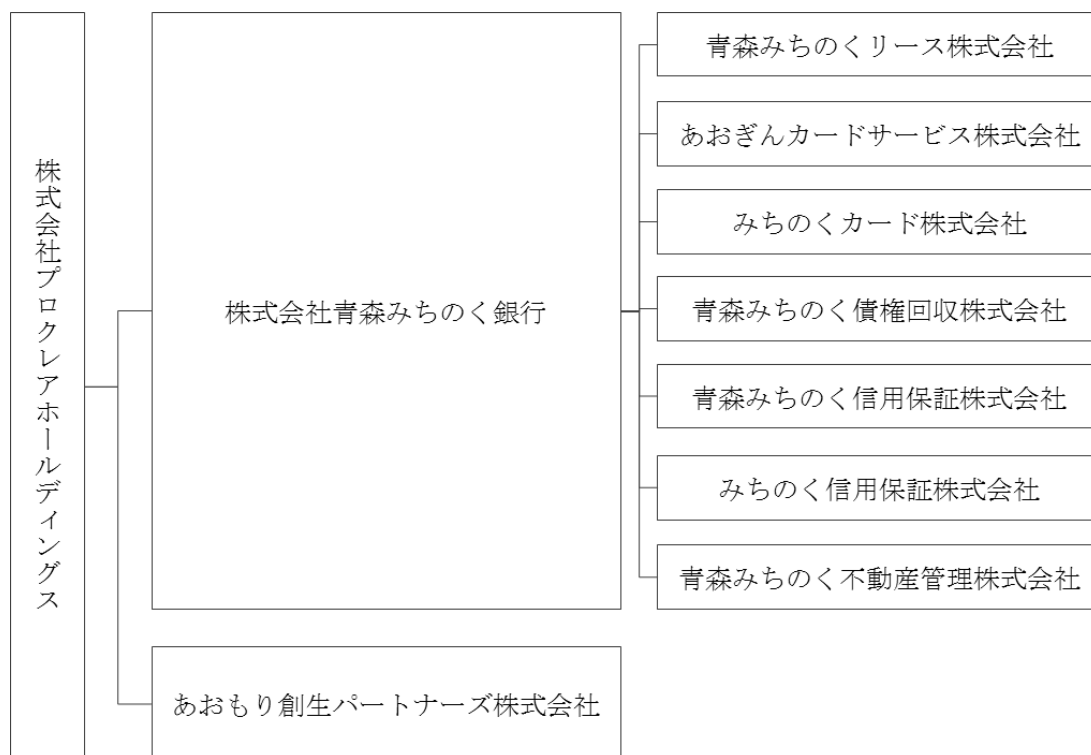 株式会社プロクレアホールディングス
株式会社青森みちのく銀行
青森みちのくリース株式会社
あおぎんカードサービス株式会社
みちのくカード株式会社
青森みちのく債権回収株式会社
青森みちのく信用保証株式会社
みちのく信用保証株式会社
青森みちのく不動産管理株式会社
あおもり創生パートナーズ株式会社